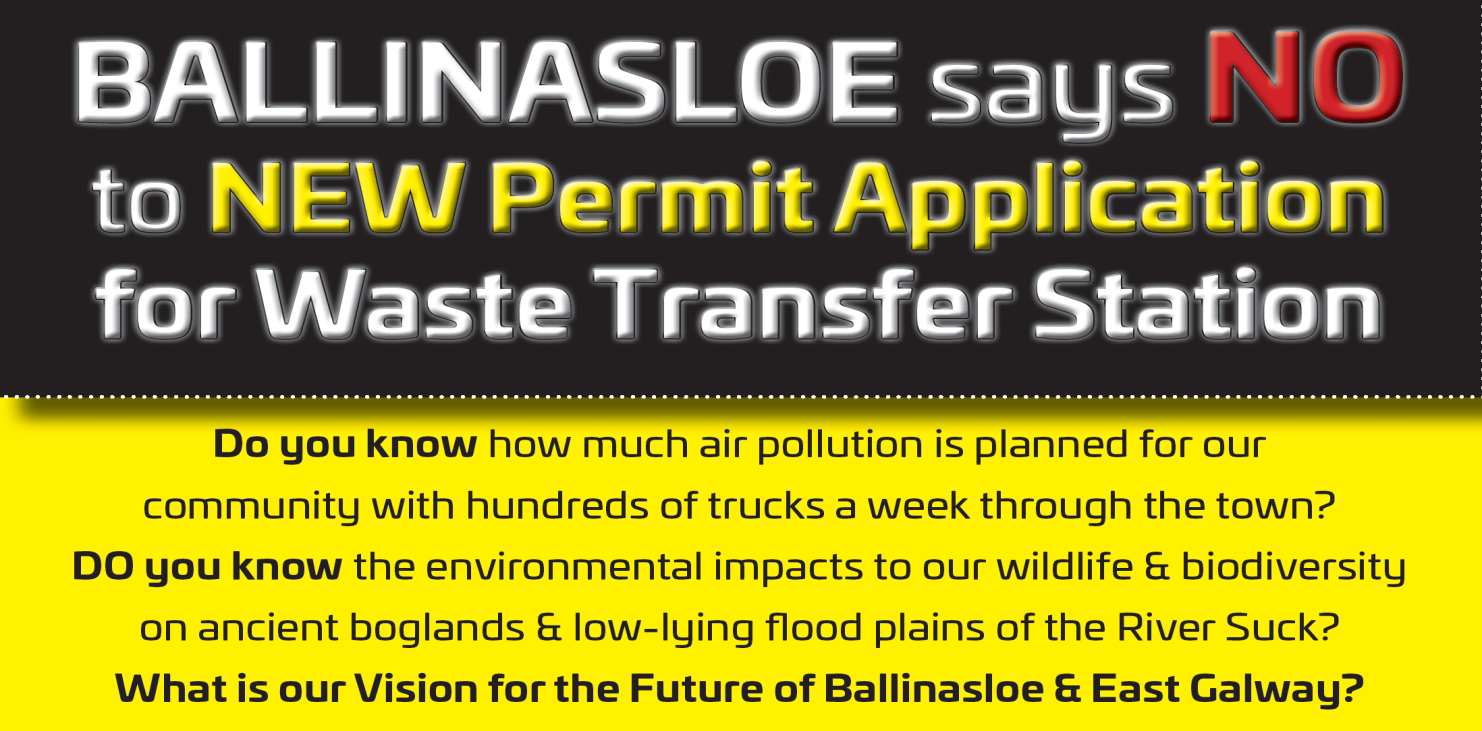 BALLINASLOE says NO
to NEW Permit Application
for Waste Transfer Station
Do you know how much air pollution is planned for our
community with hundreds of trucks a week through the town?
DO you know the environmental impacts to our wildlife & biodiversity
on ancient boglands & low-lying flood plains of the River Suck?
What is our Vision for the Future of Ballinasloe & East Galway?